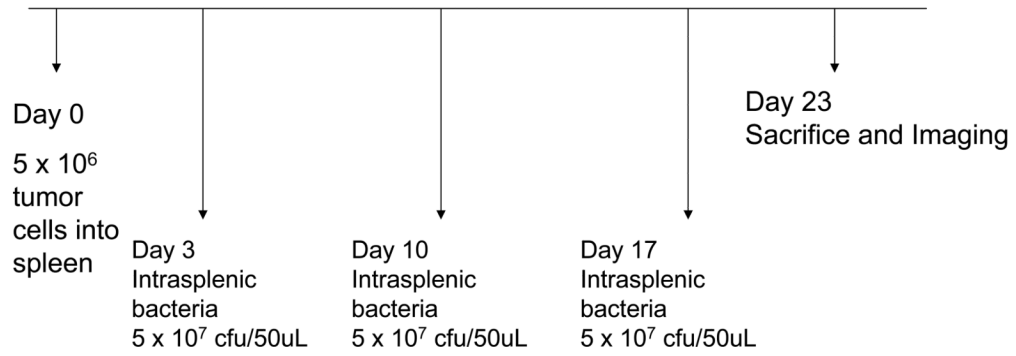 Day 0
5 x 10⁶
tumor
cells into
spleen
Day 3
Intrasplenic
bacteria
5 x 10⁷ cfu/50uL
Day 10
Intrasplenic
bacteria
5 x 10⁷ cfu/50uL
Day 17
Intrasplenic
bacteria
5 x 10⁷ cfu/50uL
Day 23
Sacrifice and Imaging